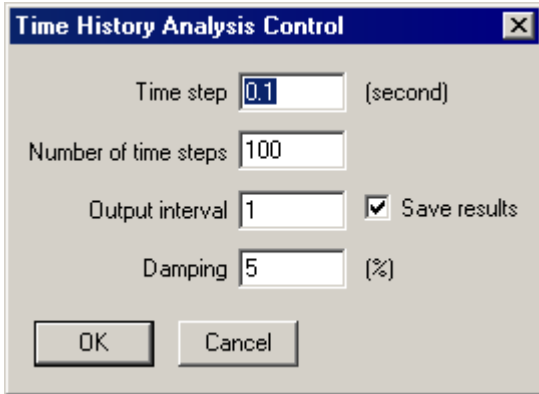 Time History Analysis Control
Time step 0.1 (second)
Number of time steps 100
Output interval 1 Save results
Damping 5 (%)
OK Cancel